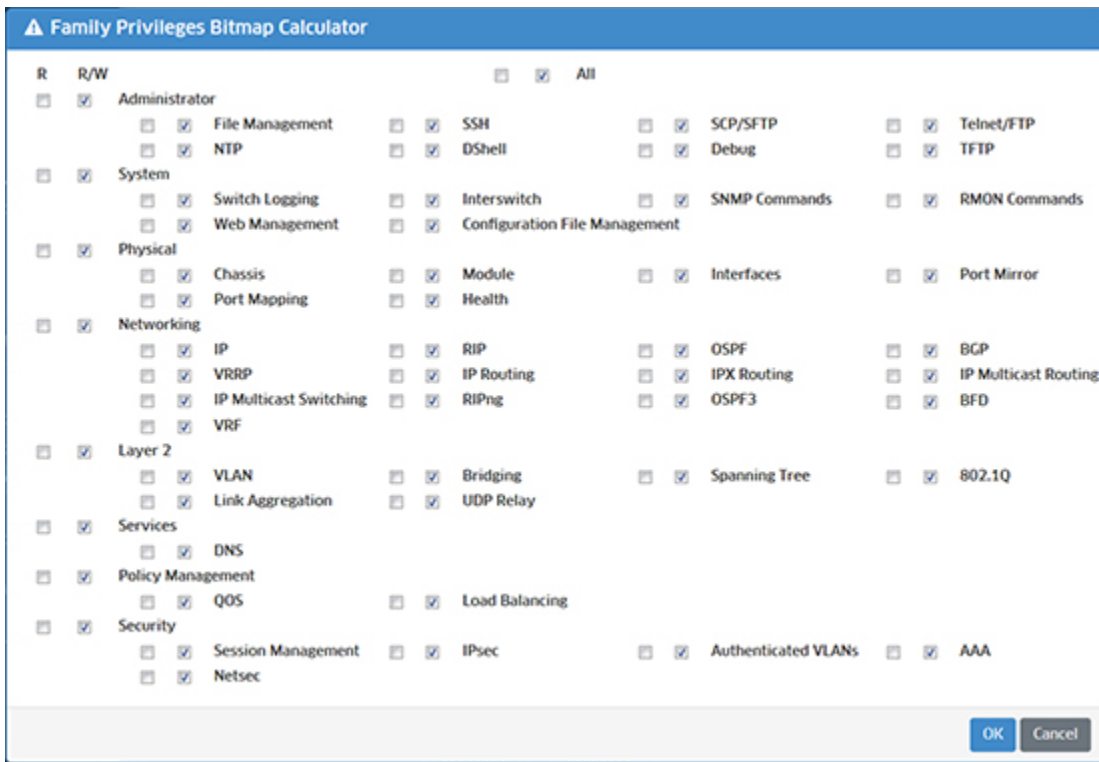 Family Privileges Bitmap Calculator
R R/W All
Administrator
File Management SSH SCP/SFTP Telnet/FTP
NTP DShell Debug TFTP
System
Switch Logging Interswitch SNMP Commands RMON Commands
Web Management Configuration File Management
Physical
Chassis Module Interfaces Port Mirror
Port Mapping Health
Networking
IP RIP OSPF BGP
VRRP IP Routing IPX Routing IP Multicast Routing
IP Multicast Switching RIPng OSPF3 BFD
VRF
Layer 2
VLAN Bridging Spanning Tree 802.1Q
Link Aggregation UDP Relay
Services
DNS
Policy Management
QOS Load Balancing
Security
Session Management IPsec Authenticated VLANs AAA
Netsec
OK Cancel